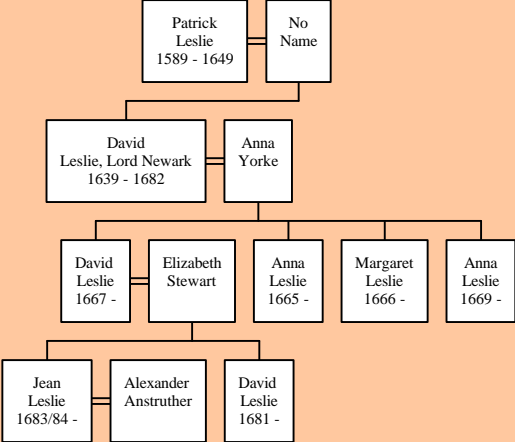 Patrick
Leslie
1589 - 1649
No
Name
David
Leslie, Lord Newark
1639 - 1682
Anna
Yorke
David
Leslie
1667 -
Elizabeth
Stewart
Anna
Leslie
1665 -
Margaret
Leslie
1666 -
Anna
Leslie
1669 -
Jean
Leslie
1683/84 -
Alexander
Anstruther
David
Leslie
1681 -